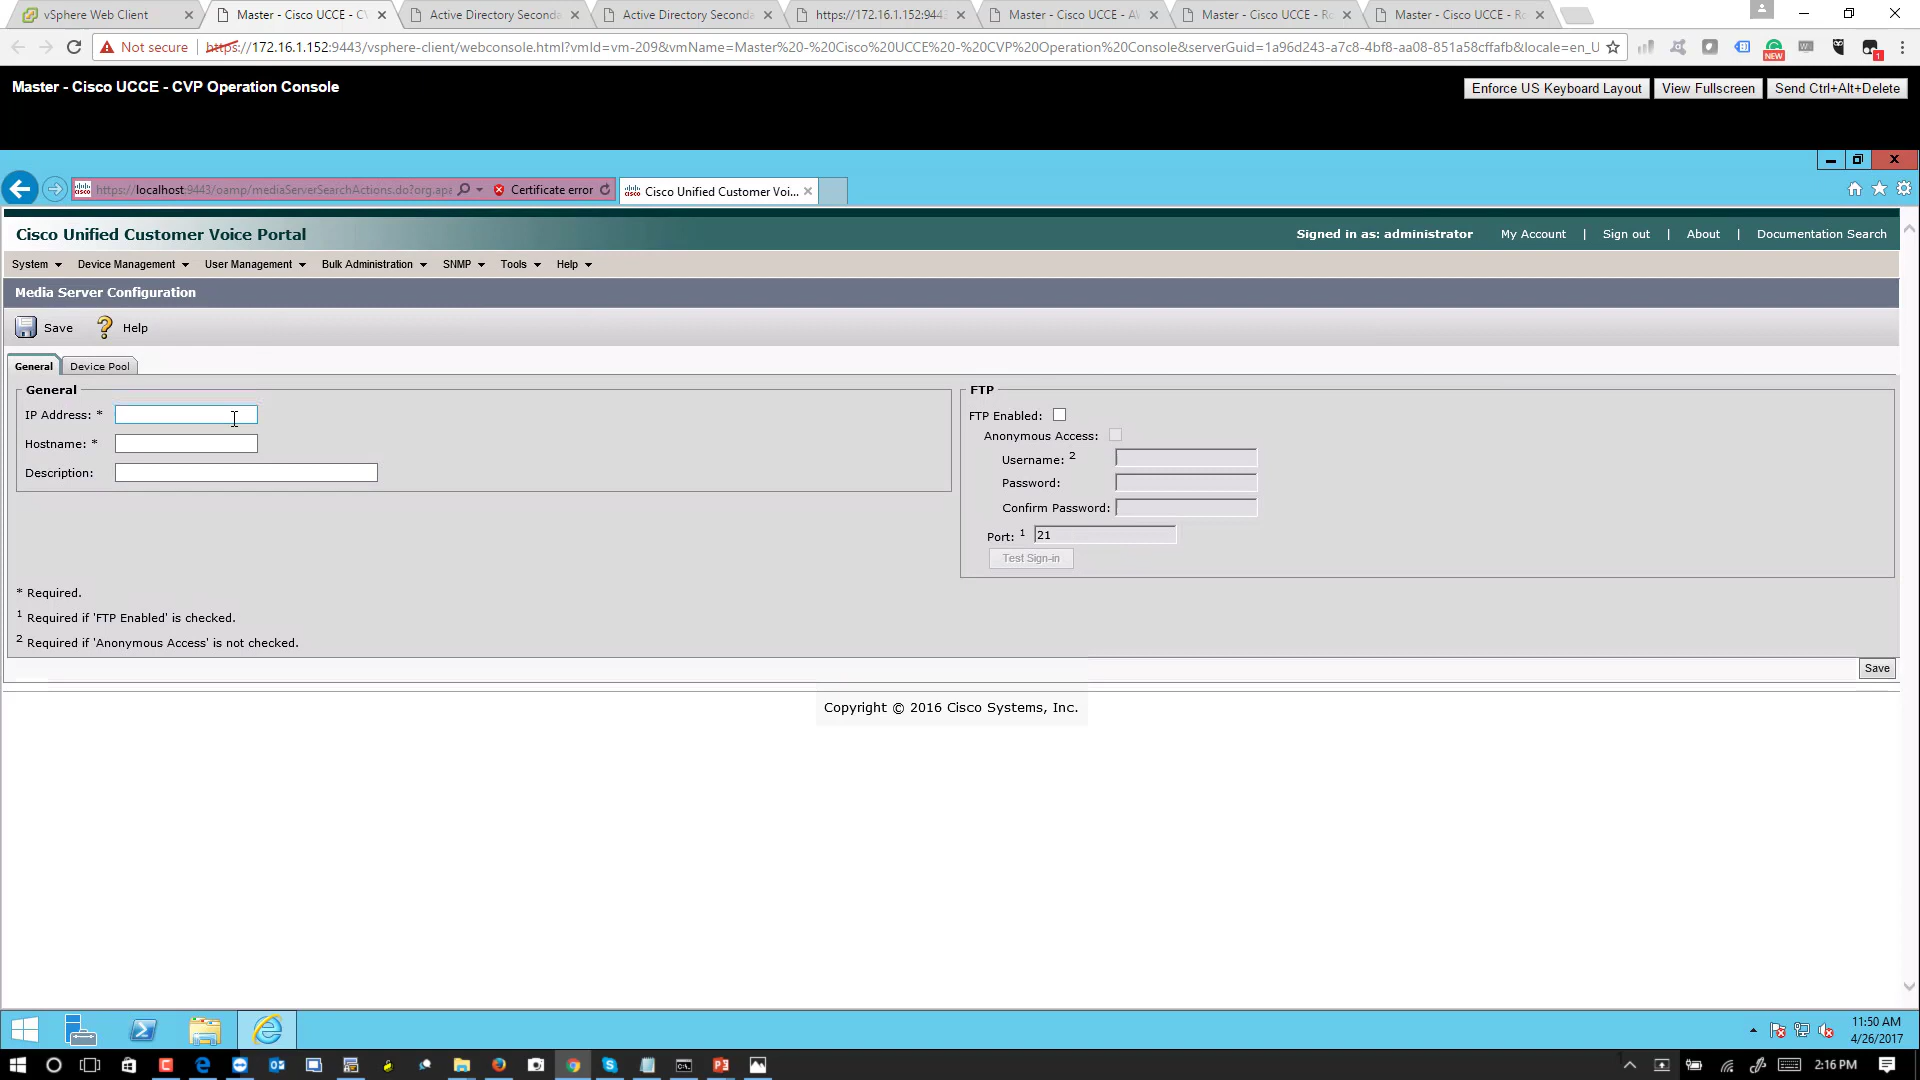 vSphere Web Client
Master - Cisco UCCE - CV
Active Directory Seconda
Active Directory Seconda
https://172.16.1.152:944
Master - Cisco UCCE - A
Master - Cisco UCCE - Ro
Master - Cisco UCCE - Ro
Not secure
https://172.16.1.152:9443/vsphere-client/webconsole.html?vmId=vm-209&vmName=Master%20-%20Cisco%20UCCE%20-%20CVP%20Operation%20Console&serverGuid=1a96d243-a7c8-4bf8-aa08-851a58cffafb&locale=en_U
NEW
1
Master - Cisco UCCE - CVP Operation Console
Enforce US Keyboard Layout
View Fullscreen
Send Ctrl+Alt+Delete
https://localhost:9443/oamp/mediaServerSearchActions.do?org.apa
Certificate error
Cisco Unified Customer Voi...
Cisco Unified Customer Voice Portal
Signed in as: administrator
My Account | Sign out | About | Documentation Search
System
Device Management
User Management
Bulk Administration
SNMP
Tools
Help
Media Server Configuration
Save
Help
General
Device Pool
General
IP Address: *
Hostname: *
Description:
FTP
FTP Enabled:
Anonymous Access:
Username: 2
Password:
Confirm Password:
Port: 1 21
Test Sign-in
* Required.
1 Required if 'FTP Enabled' is checked.
2 Required if 'Anonymous Access' is not checked.
Save
Copyright © 2016 Cisco Systems, Inc.
11:50 AM
4/26/2017
2:16 PM